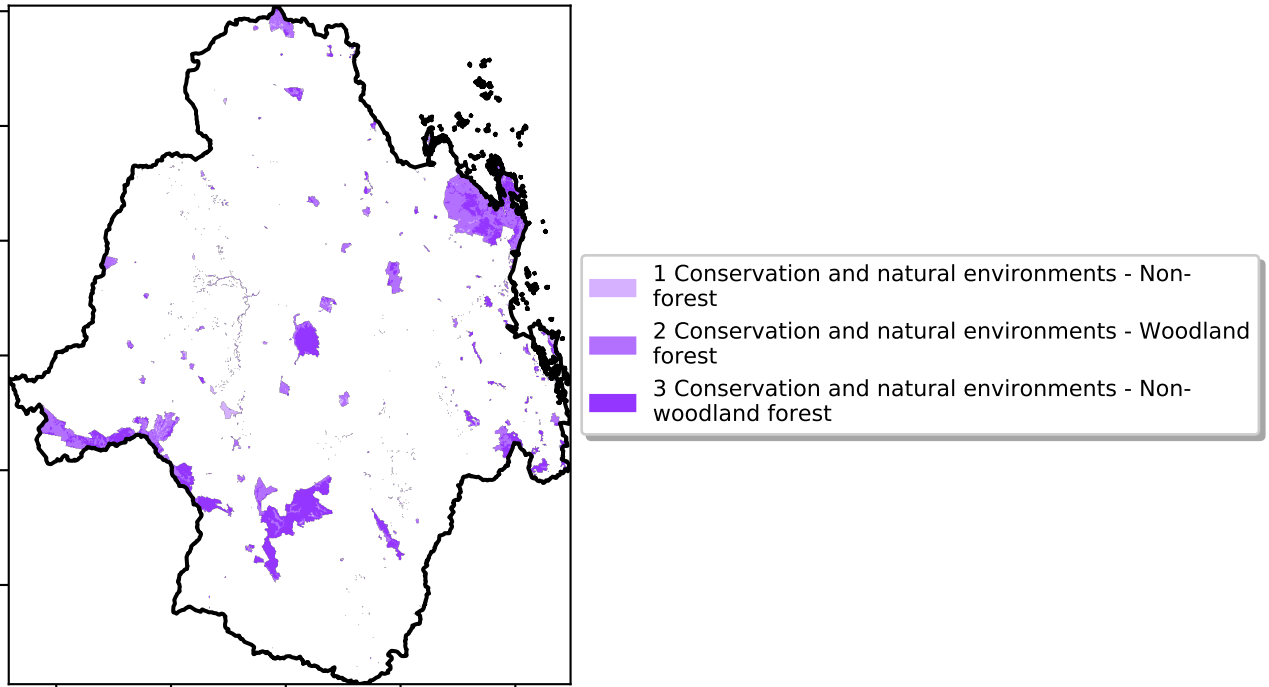 1 Conservation and natural environments - Non-
forest
2 Conservation and natural environments - Woodland
forest
3 Conservation and natural environments - Non-
woodland forest